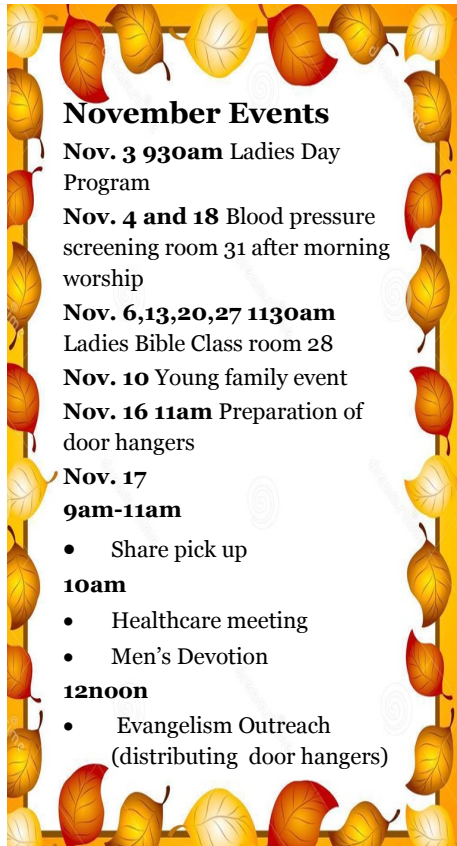 November Events
Nov. 3 930am Ladies Day
Program
Nov. 4 and 18 Blood pressure
screening room 31 after morning
worship
Nov. 6,13,20,27 1130am
Ladies Bible Class room 28
Nov. 10 Young family event
Nov. 16 11am Preparation of
door hangers
Nov. 17
9am-11am
• Share pick up
10am
• Healthcare meeting
• Men’s Devotion
12noon
• Evangelism Outreach
(distributing door hangers)